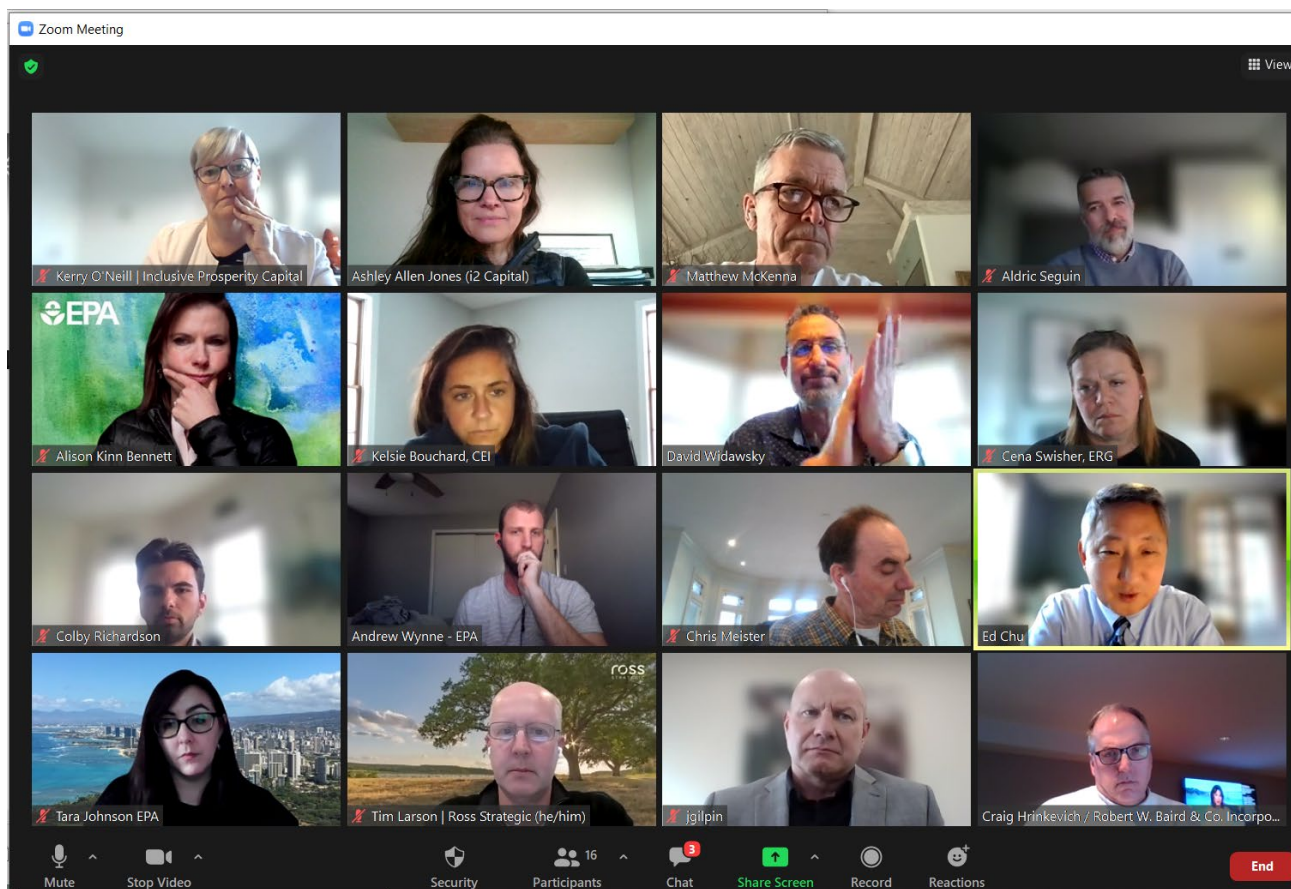 Zoom Meeting
View
Kerry O'Neill | Inclusive Prosperity Capital
Ashley Allen Jones (i2 Capital)
Matthew McKenna
Aldric Seguin
EPA
Alison Kinn Bennett
Kelsie Bouchard, CEI
David Widawsky
Cena Swisher, ERG
Colby Richardson
Andrew Wynne - EPA
Chris Meister
Ed Chu
ross
STRATEGIC
Tara Johnson EPA
Tim Larson | Ross Strategic (he/him)
jgilpin
Craig Hrinkevich / Robert W. Baird & Co. Incorpo...
16
3
Mute
Stop Video
Security
Participants
Chat
Share Screen
Record
Reactions
End